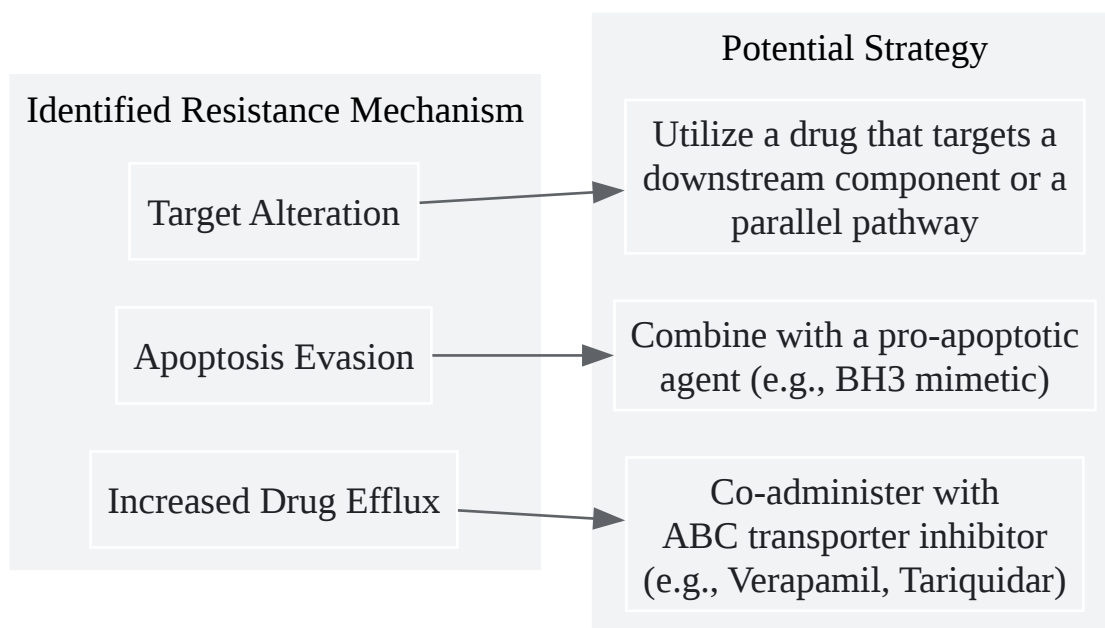 Identified Resistance Mechanism
Target Alteration
Apoptosis Evasion
Increased Drug Efflux
Potential Strategy
Utilize a drug that targets a
downstream component or a
parallel pathway
Combine with a pro-apoptotic
agent (e.g., BH3 mimetic)
Co-administer with
ABC transporter inhibitor
(e.g., Verapamil, Tariquidar)